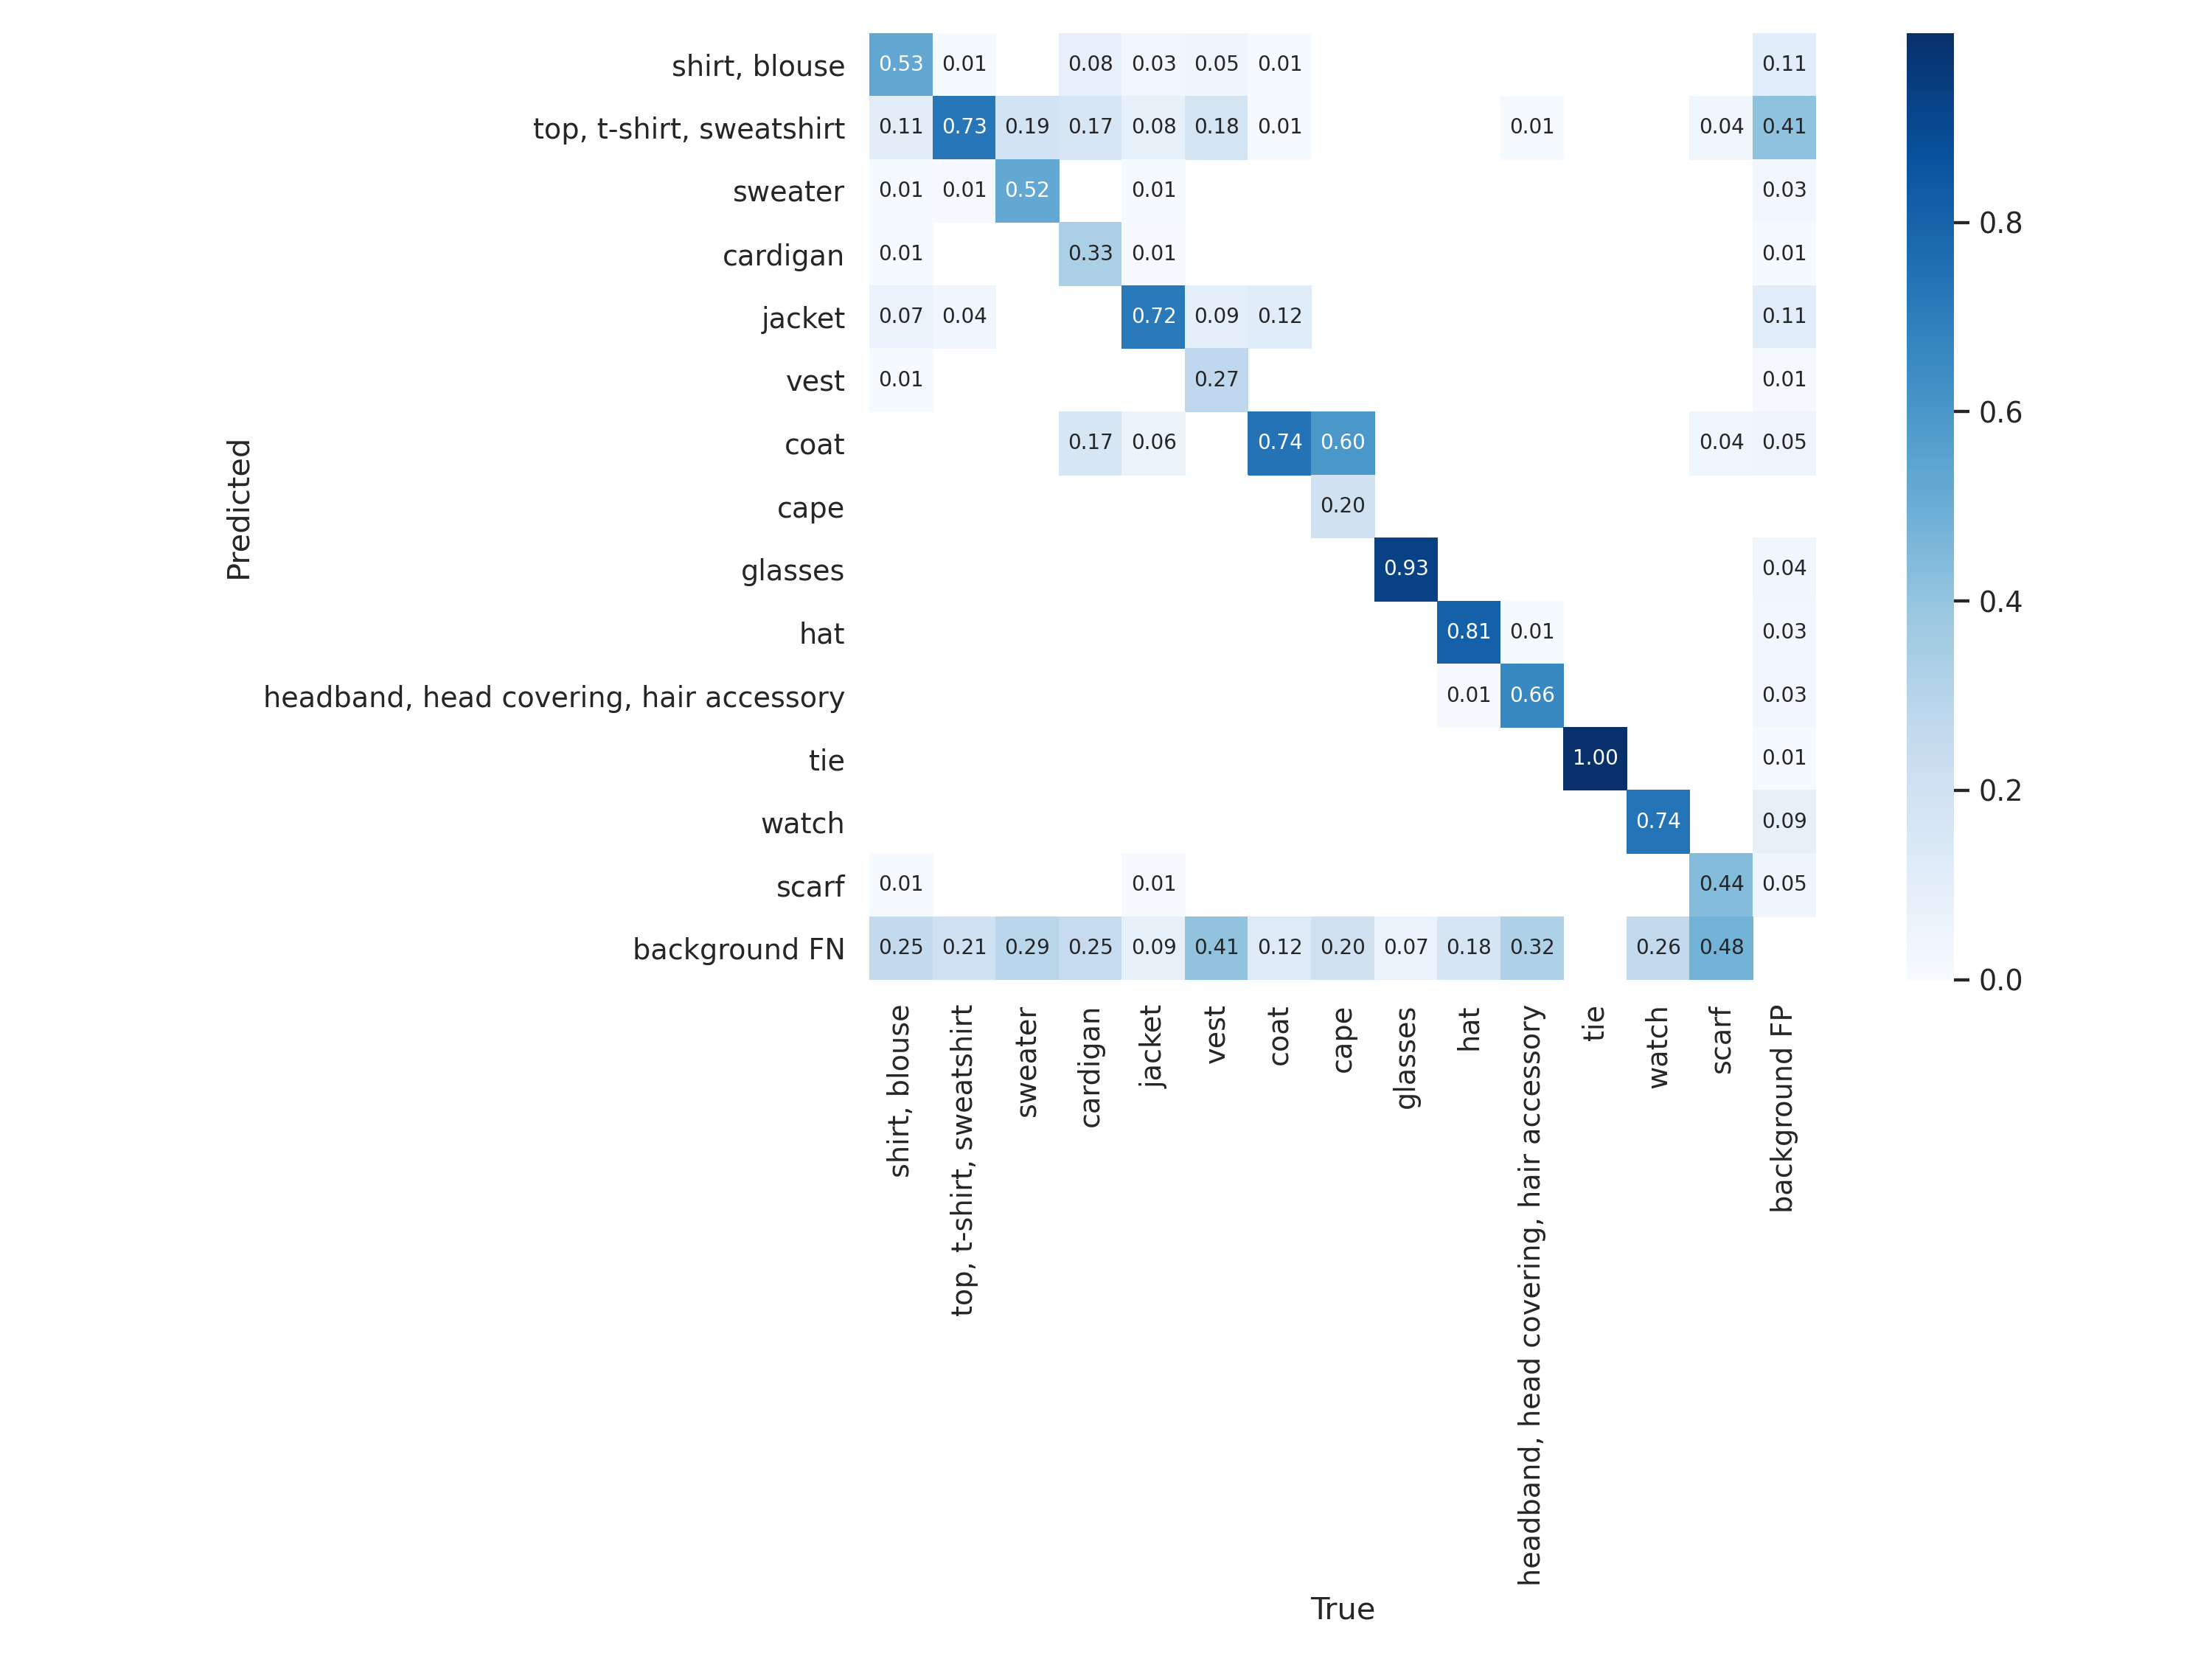 shirt, blouse 0.53 0.01 0.08 0.03 0.05 0.01 0.11
top, t-shirt, sweatshirt 0.11 0.73 0.19 0.17 0.08 0.18 0.01 0.01 0.04 0.41
sweater 0.01 0.01 0.52 0.01 0.03
cardigan 0.01 0.33 0.01 0.01
jacket 0.07 0.04 0.72 0.09 0.12 0.11
vest 0.01 0.27 0.01
coat 0.17 0.06 0.74 0.60 0.04 0.05
cape 0.20
glasses 0.93 0.04
hat 0.81 0.01 0.03
headband, head covering, hair accessory 0.01 0.66 0.03
tie 1.00 0.01
watch 0.74 0.09
scarf 0.01 0.01 0.44 0.05
background FN 0.25 0.21 0.29 0.25 0.09 0.41 0.12 0.20 0.07 0.18 0.32 0.26 0.48
Predicted
shirt, blouse
top, t-shirt, sweatshirt
sweater
cardigan
jacket
vest
coat
cape
glasses
hat
headband, head covering, hair accessory
tie
watch
scarf
background FP
True
0.8
0.6
0.4
0.2
0.0